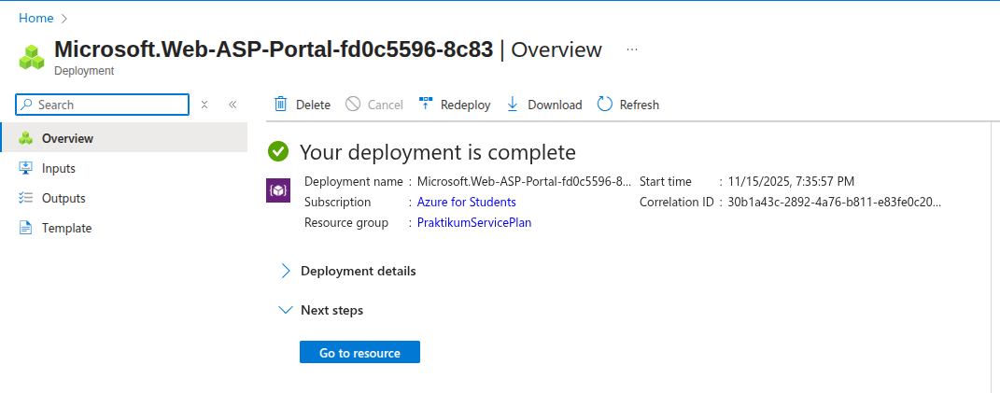 Home
Microsoft.Web-ASP-Portal-fd0c5596-8c83 | Overview ...
Deployment
Search
Delete Cancel Redeploy Download Refresh
Overview
Inputs
Outputs
Template
Your deployment is complete
Deployment name : Microsoft.Web-ASP-Portal-fd0c5596-8... Start time : 11/15/2025, 7:35:57 PM
Subscription : Azure for Students Correlation ID : 30b1a43c-2892-4a76-b811-e83fe0c20...
Resource group : PraktikumServicePlan
Deployment details
Next steps
Go to resource